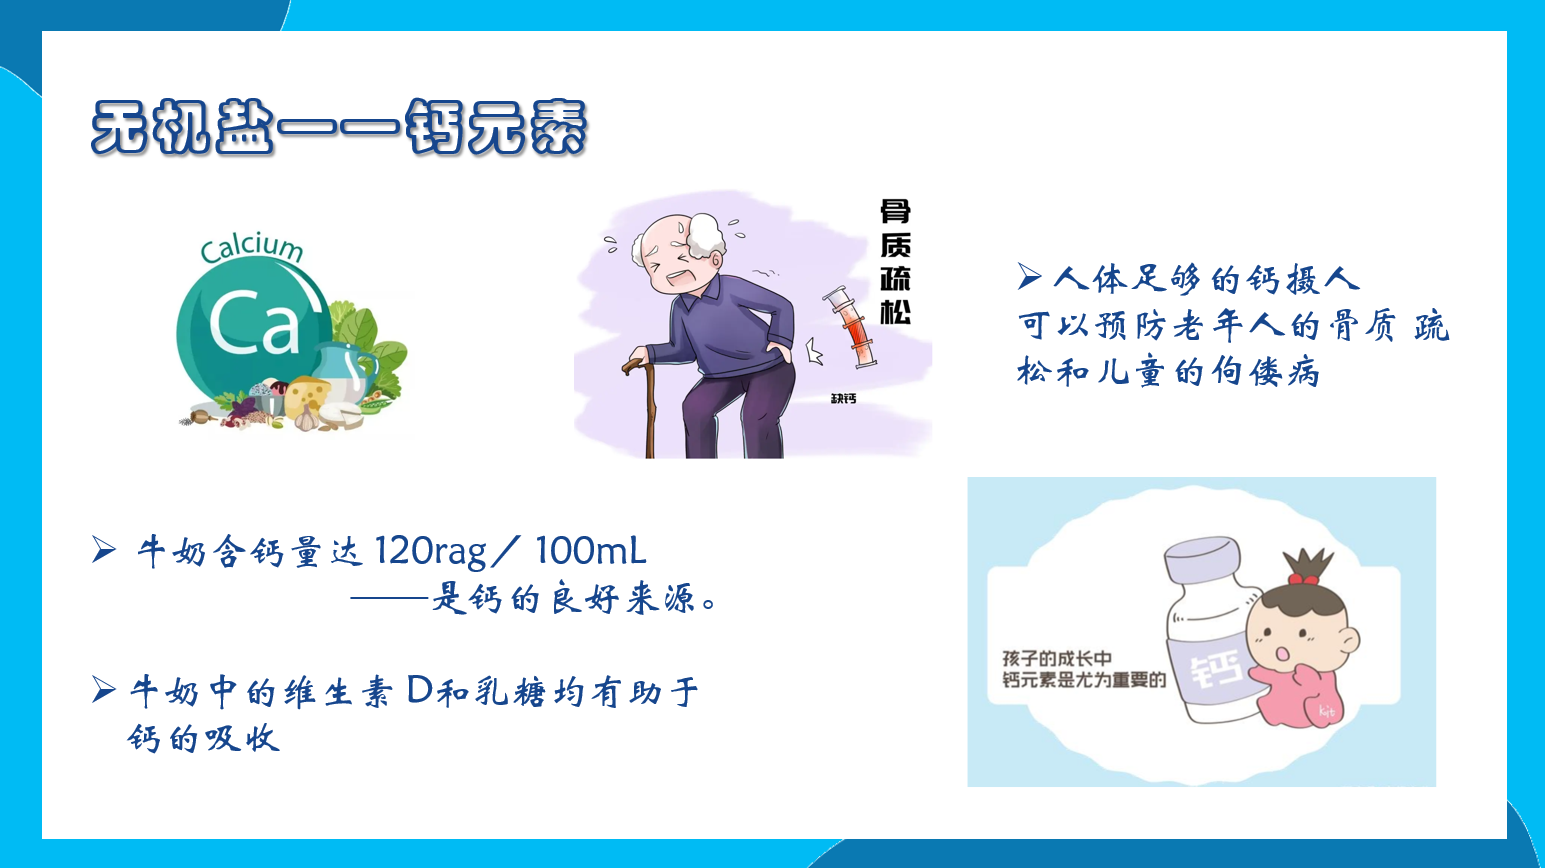 无机盐——钙元素
Calcium
Ca
骨质疏松
缺钙
➢人体足够的钙摄人
可以预防老年人的骨质 疏
松和儿童的佝偻病
➢ 牛奶含钙量达 120rag／ 100mL
——是钙的良好来源。
➢牛奶中的维生素 D和乳糖均有助于
钙的吸收
孩子的成长中
钙元素是尤为重要的
钙
kijt